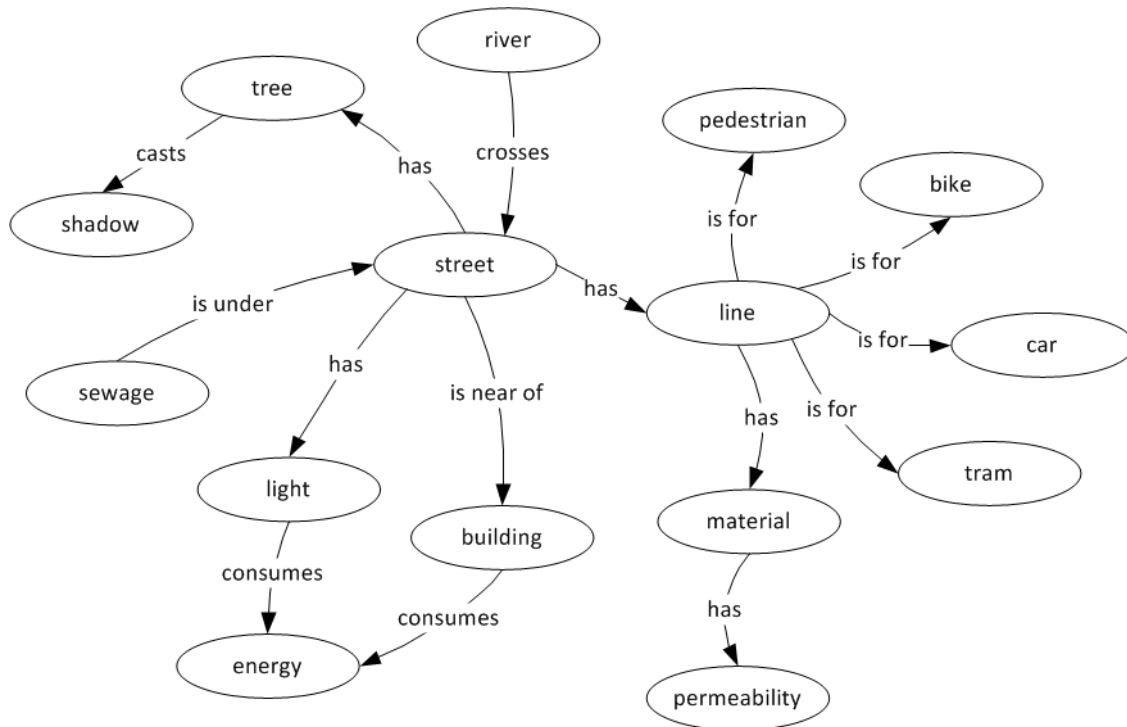 river
tree
pedestrian
casts
crosses
has
bike
shadow
is for
street
is for
has
is under
line
is for
car
has
sewage
is near of
has
is for
tram
light
material
building
consumes
has
consumes
energy
permeability